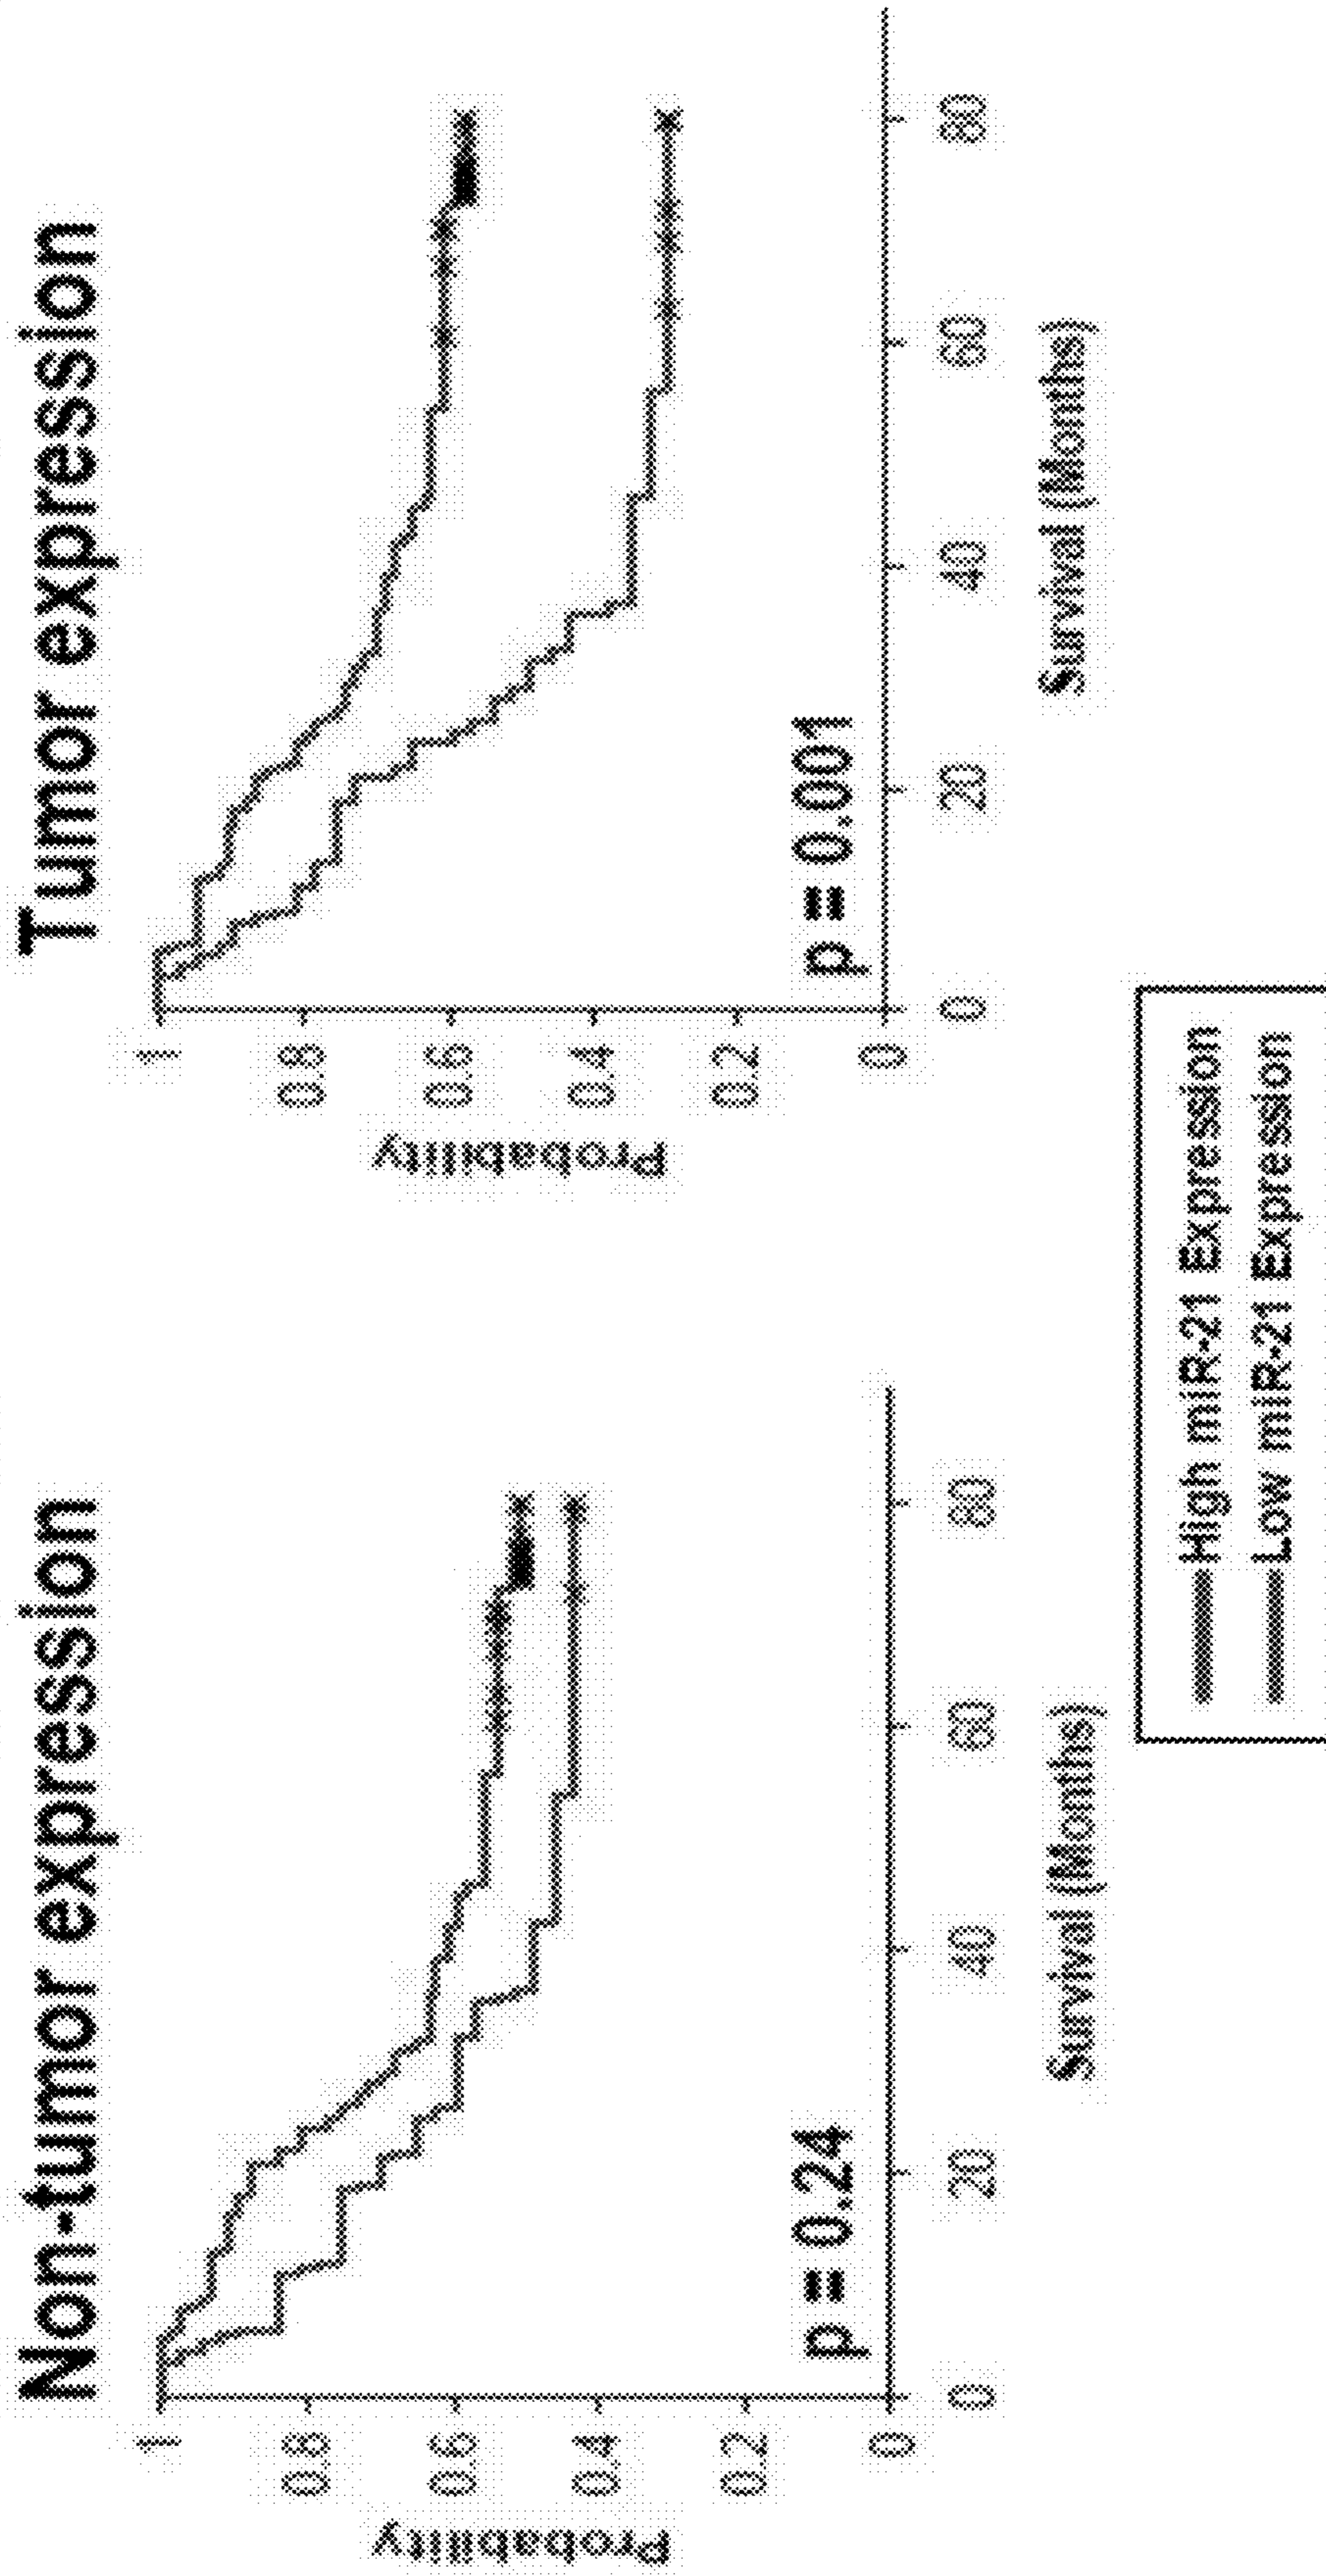 Non-tumor expression
Probability
1
0.8
0.6
0.4
0.2
0
p = 0.24
0
20
40
60
80
Survival (Months)
Tumor expression
Probability
1
0.8
0.6
0.4
0.2
0
p = 0.001
0
20
40
60
80
Survival (Months)
High miR-21 Expression
Low miR-21 Expression